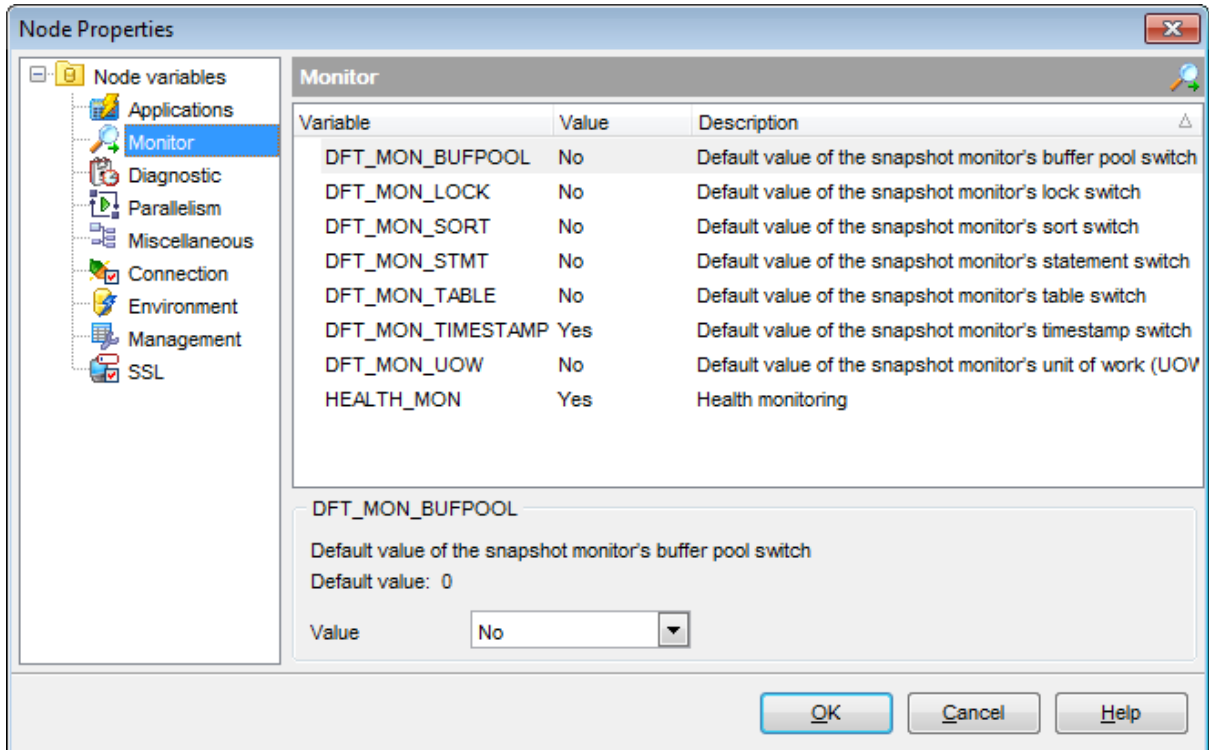 Node Properties
Node variables
Applications
Monitor
Diagnostic
Parallelism
Miscellaneous
Connection
Environment
Management
SSL
Monitor
Variable Value Description
DFT_MON_BUFPOOL No Default value of the snapshot monitor's buffer pool switch
DFT_MON_LOCK No Default value of the snapshot monitor's lock switch
DFT_MON_SORT No Default value of the snapshot monitor's sort switch
DFT_MON_STMT No Default value of the snapshot monitor's statement switch
DFT_MON_TABLE No Default value of the snapshot monitor's table switch
DFT_MON_TIMESTAMP Yes Default value of the snapshot monitor's timestamp switch
DFT_MON_UOW No Default value of the snapshot monitor's unit of work (UOW
HEALTH_MON Yes Health monitoring
DFT_MON_BUFPOOL
Default value of the snapshot monitor's buffer pool switch
Default value: 0
Value No
OK Cancel Help